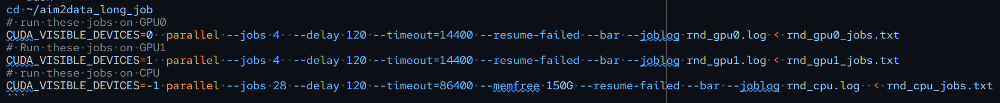 cd ~/aim2data_long_job
# run these jobs on GPU0
CUDA_VISIBLE_DEVICES=0  parallel --jobs 4  --delay 120 --timeout=14400 --resume-failed --bar --joblog rnd_gpu0.log < rnd_gpu0_jobs.txt
# Run these jobs on GPU1
CUDA_VISIBLE_DEVICES=1  parallel --jobs 4  --delay 120 --timeout=14400 --resume-failed --bar --joblog rnd_gpu1.log < rnd_gpu1_jobs.txt
# run these jobs on CPU
CUDA_VISIBLE_DEVICES=-1 parallel --jobs 28 --delay 120 --timeout=86400 --memfree 150G --resume-failed --bar --joblog rnd_cpu.log  < rnd_cpu_jobs.txt
```